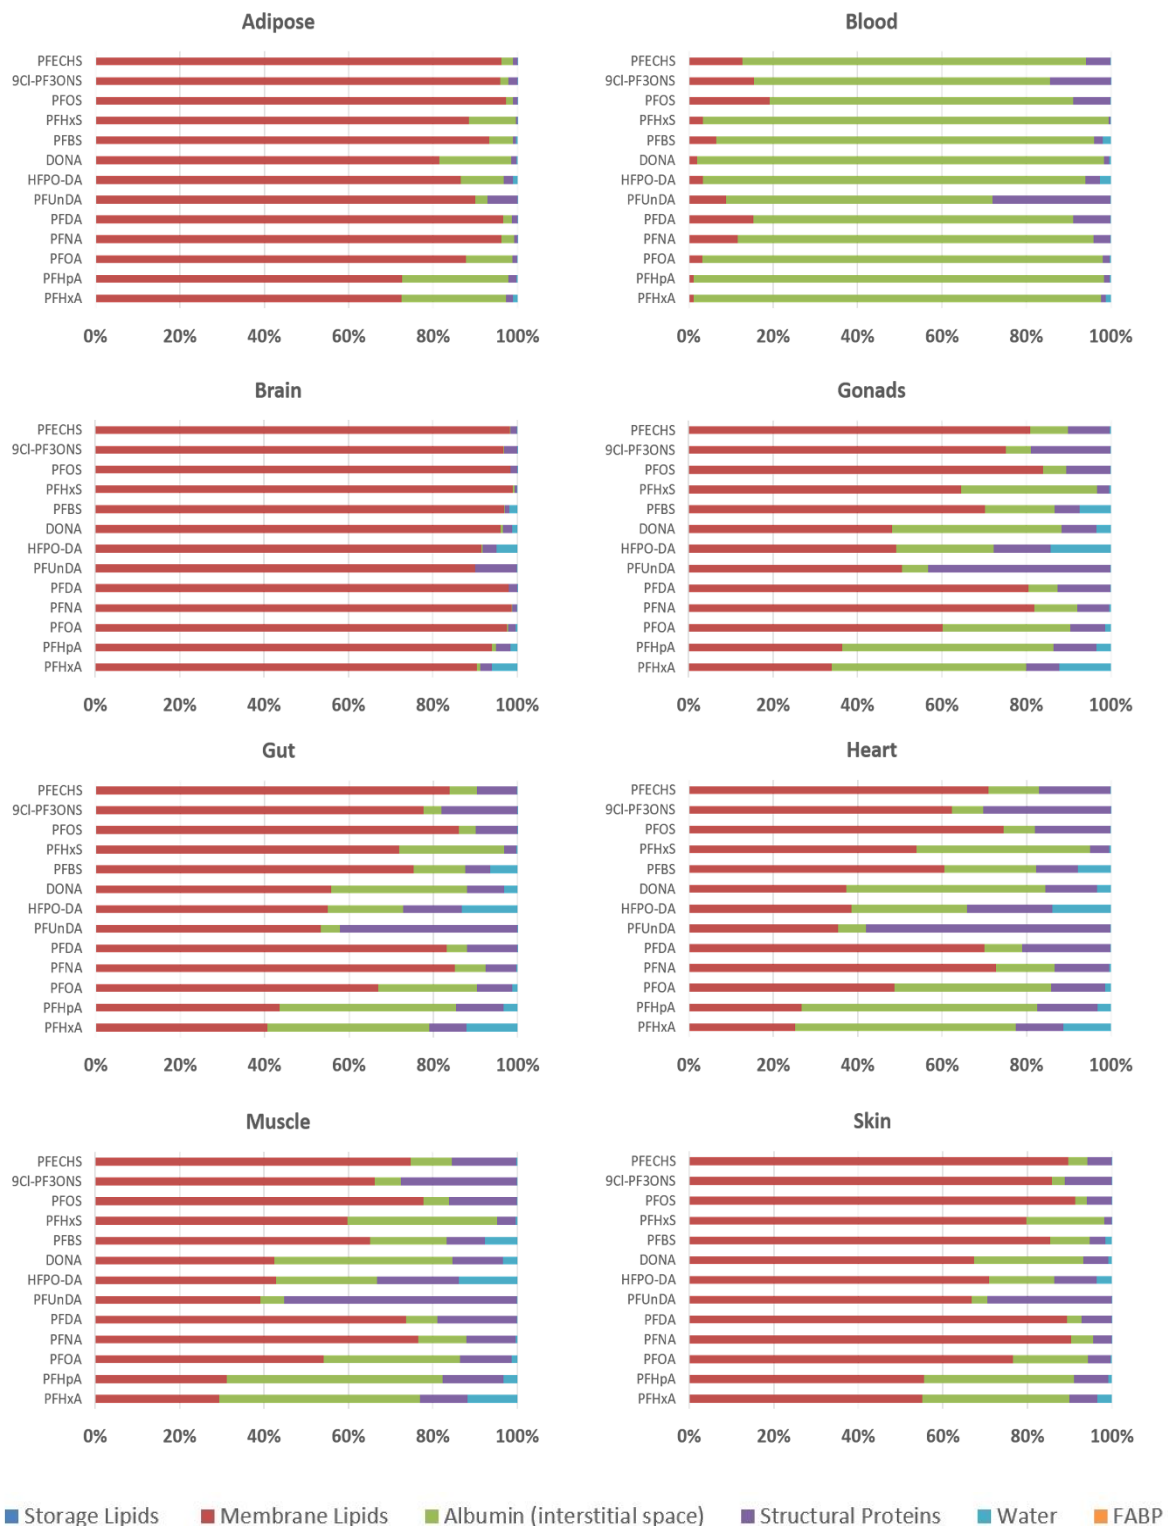 Adipose
PFECHS
9Cl-PF3ONS
PFOS
PFHxS
PFBS
DONA
HFPO-DA
PFUnDA
PFDA
PFNA
PFOA
PFHpA
PFHxA
0% 20% 40% 60% 80% 100%
Blood
PFECHS
9Cl-PF3ONS
PFOS
PFHxS
PFBS
DONA
HFPO-DA
PFUnDA
PFDA
PFNA
PFOA
PFHpA
PFHxA
0% 20% 40% 60% 80% 100%
Brain
PFECHS
9Cl-PF3ONS
PFOS
PFHxS
PFBS
DONA
HFPO-DA
PFUnDA
PFDA
PFNA
PFOA
PFHpA
PFHxA
0% 20% 40% 60% 80% 100%
Gonads
PFECHS
9Cl-PF3ONS
PFOS
PFHxS
PFBS
DONA
HFPO-DA
PFUnDA
PFDA
PFNA
PFOA
PFHpA
PFHxA
0% 20% 40% 60% 80% 100%
Gut
PFECHS
9Cl-PF3ONS
PFOS
PFHxS
PFBS
DONA
HFPO-DA
PFUnDA
PFDA
PFNA
PFOA
PFHpA
PFHxA
0% 20% 40% 60% 80% 100%
Heart
PFECHS
9Cl-PF3ONS
PFOS
PFHxS
PFBS
DONA
HFPO-DA
PFUnDA
PFDA
PFNA
PFOA
PFHpA
PFHxA
0% 20% 40% 60% 80% 100%
Muscle
PFECHS
9Cl-PF3ONS
PFOS
PFHxS
PFBS
DONA
HFPO-DA
PFUnDA
PFDA
PFNA
PFOA
PFHpA
PFHxA
0% 20% 40% 60% 80% 100%
Skin
PFECHS
9Cl-PF3ONS
PFOS
PFHxS
PFBS
DONA
HFPO-DA
PFUnDA
PFDA
PFNA
PFOA
PFHpA
PFHxA
0% 20% 40% 60% 80% 100%
Storage Lipids Membrane Lipids Albumin (interstitial space) Structural Proteins Water FABP